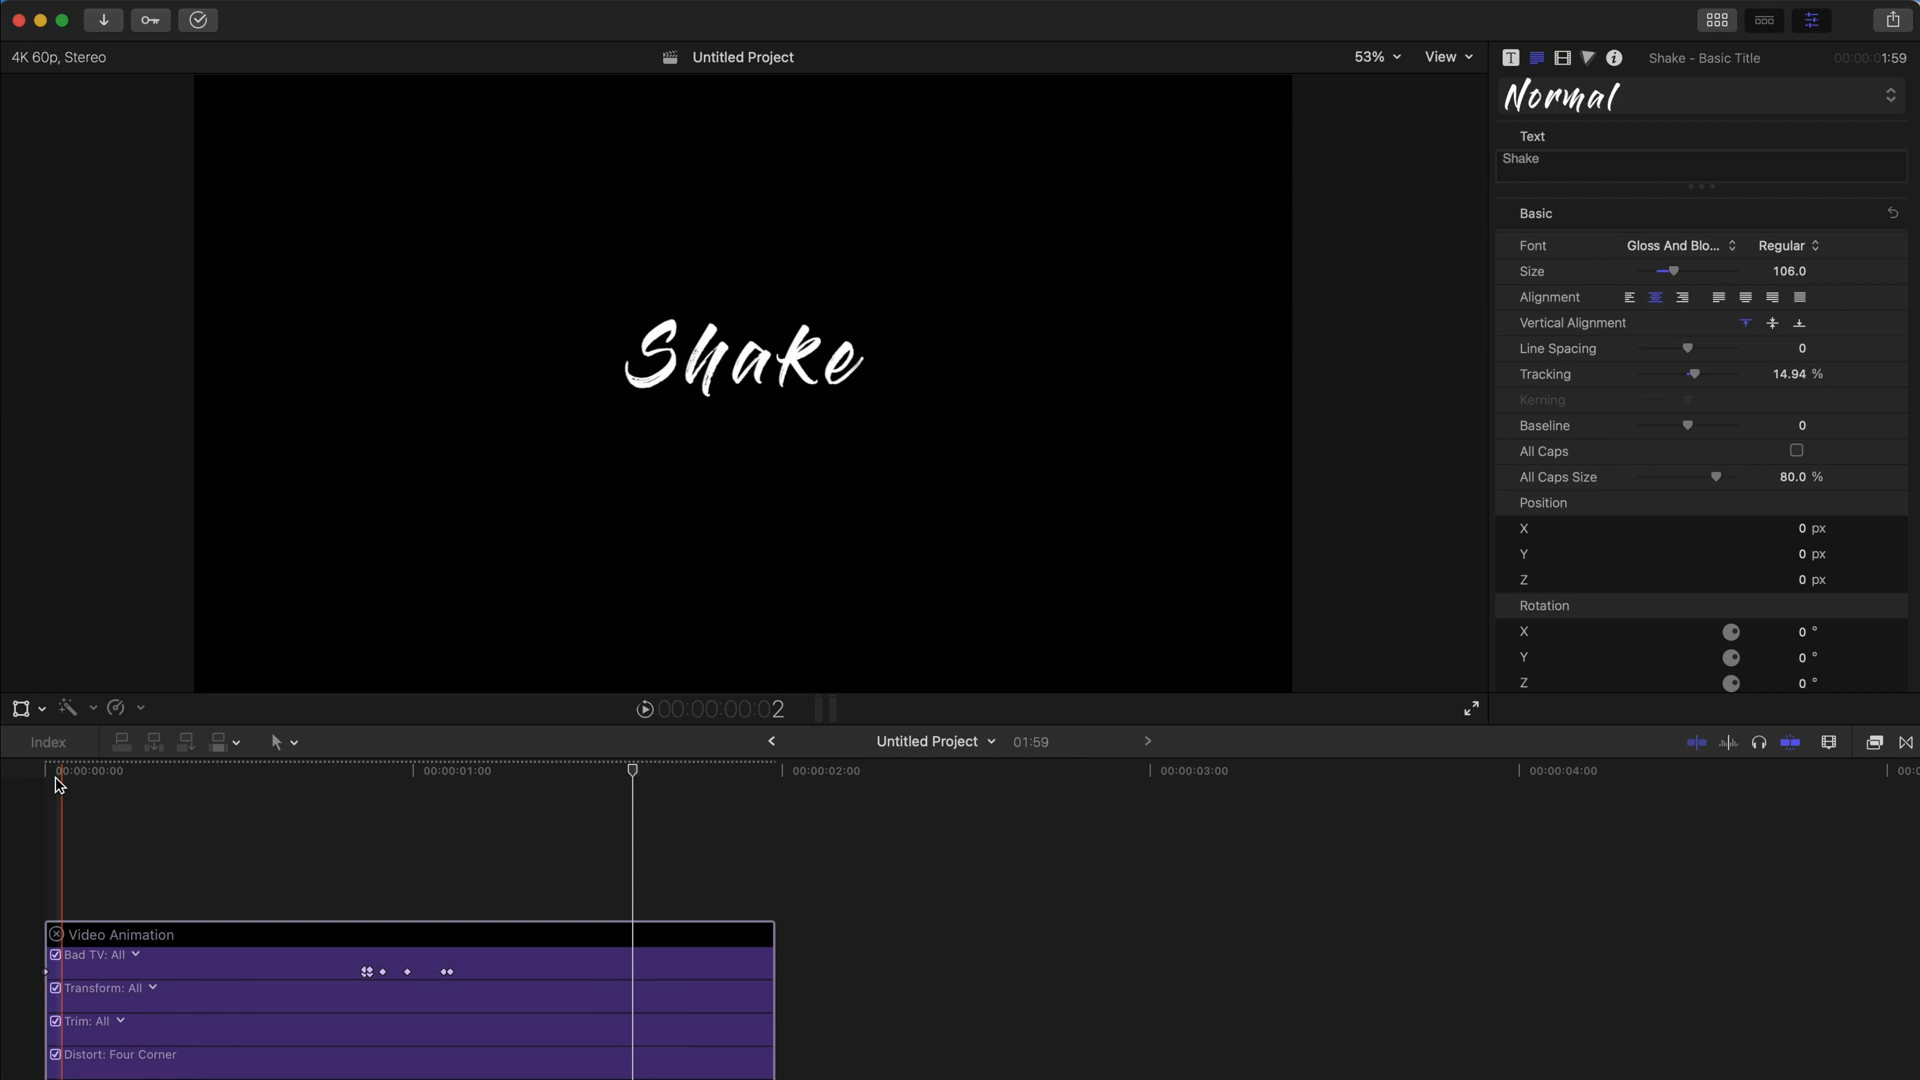 4K 60p, Stereo
Untitled Project
53%
View
Shake - Basic Title
00:00:01:59
Normal
Text
Shake
Basic
Font Gloss And Blo... Regular
Size 106.0
Alignment
Vertical Alignment
Line Spacing 0
Tracking 14.94 %
Kerning
Baseline 0
All Caps
All Caps Size 80.0 %
Position
X 0 px
Y 0 px
Z 0 px
Rotation
X 0 °
Y 0 °
Z 0 °
Shake
00:00:00:02
Index
Untitled Project 01:59
00:00:00:00 00:00:01:00 00:00:02:00 00:00:03:00 00:00:04:00
Video Animation
Bad TV: All
Transform: All
Trim: All
Distort: Four Corner